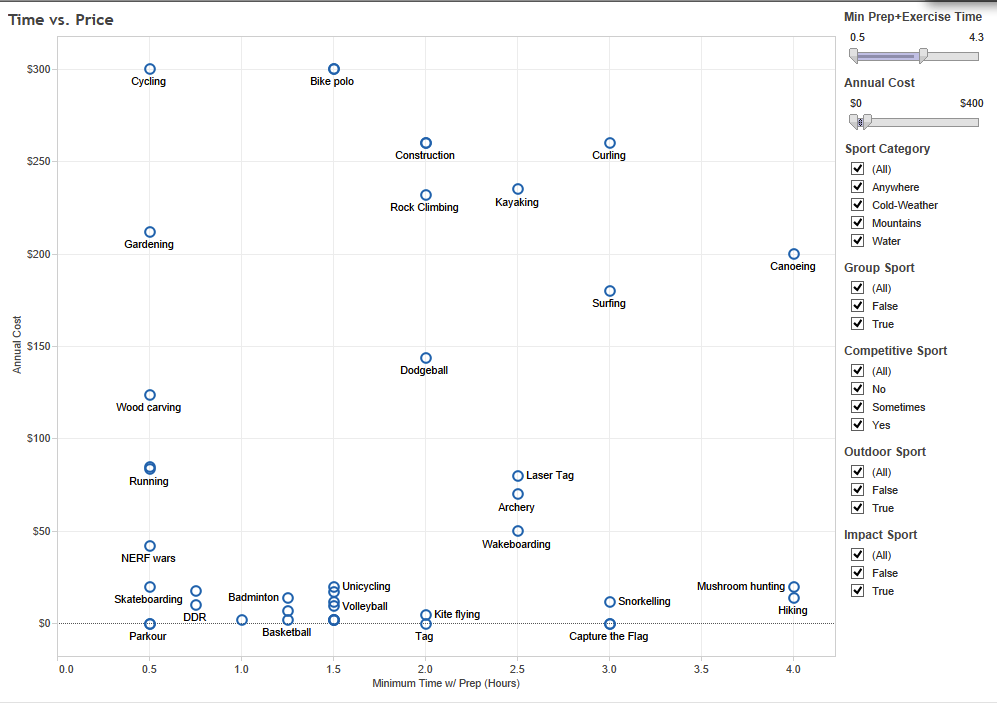 Time vs. Price
$300
Cycling
Bike polo
Construction
Curling
$250
Kayaking
Rock Climbing
Gardening
$200
Canoeing
Surfing
Annual Cost
$150
Dodgeball
Wood carving
$100
Running
Laser Tag
Archery
$50
Wakeboarding
NERF wars
Skateboarding
Unicycling
Mushroom hunting
Badminton
Volleyball
Snorkelling
Hiking
DDR
Kite flying
$0
Parkour
Basketball
Tag
Capture the Flag
0.0 0.5 1.0 1.5 2.0 2.5 3.0 3.5 4.0
Minimum Time w/ Prep (Hours)
Min Prep+Exercise Time
0.5 4.3
Annual Cost
$0 $400
Sport Category
(All)
Anywhere
Cold-Weather
Mountains
Water
Group Sport
(All)
False
True
Competitive Sport
(All)
No
Sometimes
Yes
Outdoor Sport
(All)
False
True
Impact Sport
(All)
False
True